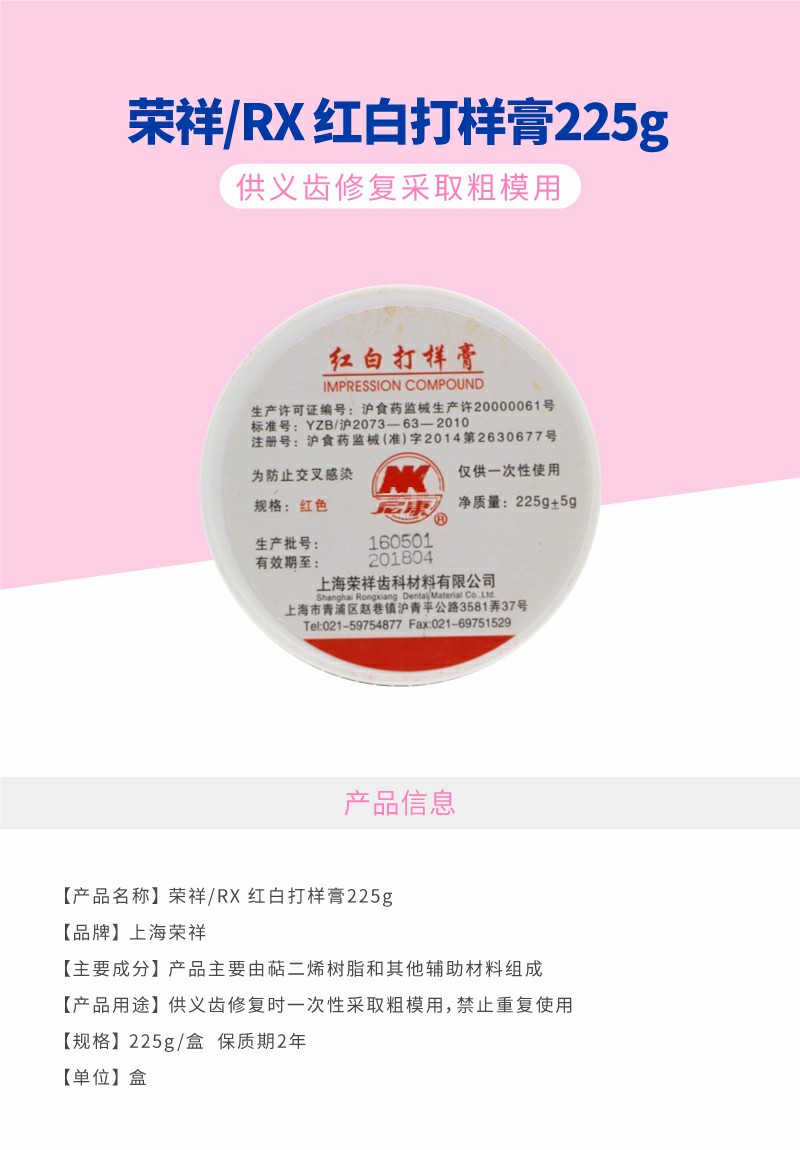 荣祥/RX 红白打样膏225g
供义齿修复采取粗模用
红白打样膏
IMPRESSION COMPOUND
生产许可证编号：沪食药监械生产许20000061号
标准号：YZB/沪2073—63—2010
注册号：沪食药监械(准)字2014第2630677号
为防止交叉感染 仅供一次性使用
NK
尼康®
规格：红色 净质量：225g±5g
生产批号： 160501
有效期至： 201804
上海荣祥齿科材料有限公司
Shanghai Rongxiang Dental Material Co.,Ltd.
上海市青浦区赵巷镇沪青平公路3581弄37号
Tel:021-59754877 Fax:021-69751529
产品信息
【产品名称】荣祥/RX 红白打样膏225g
【品牌】上海荣祥
【主要成分】产品主要由萜二烯树脂和其他辅助材料组成
【产品用途】供义齿修复时一次性采取粗模用，禁止重复使用
【规格】225g/盒 保质期2年
【单位】盒